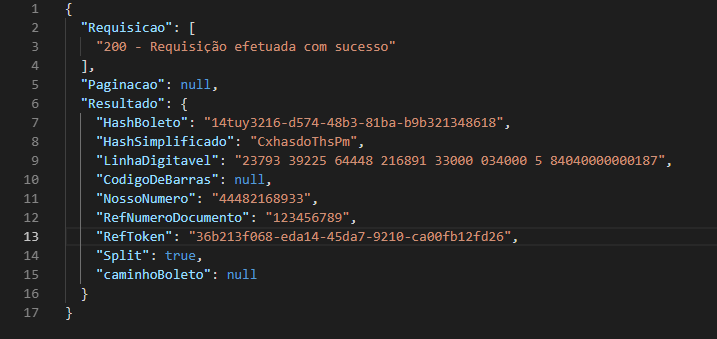 1 {
2 "Requisicao": [
3 "200 - Requisição efetuada com sucesso"
4 ],
5 "Paginacao": null,
6 "Resultado": {
7 "HashBoleto": "14tuy3216-d574-48b3-81ba-b9b321348618",
8 "HashSimplificado": "CxhasdoThsPm",
9 "LinhaDigitavel": "23793 39225 64448 216891 33000 034000 5 84040000000187",
10 "CodigoDeBarras": null,
11 "NossoNumero": "44482168933",
12 "RefNumeroDocumento": "123456789",
13 "RefToken": "36b213f068-eda14-45da7-9210-ca00fb12fd26",
14 "Split": true,
15 "caminhoBoleto": null
16 }
17 }